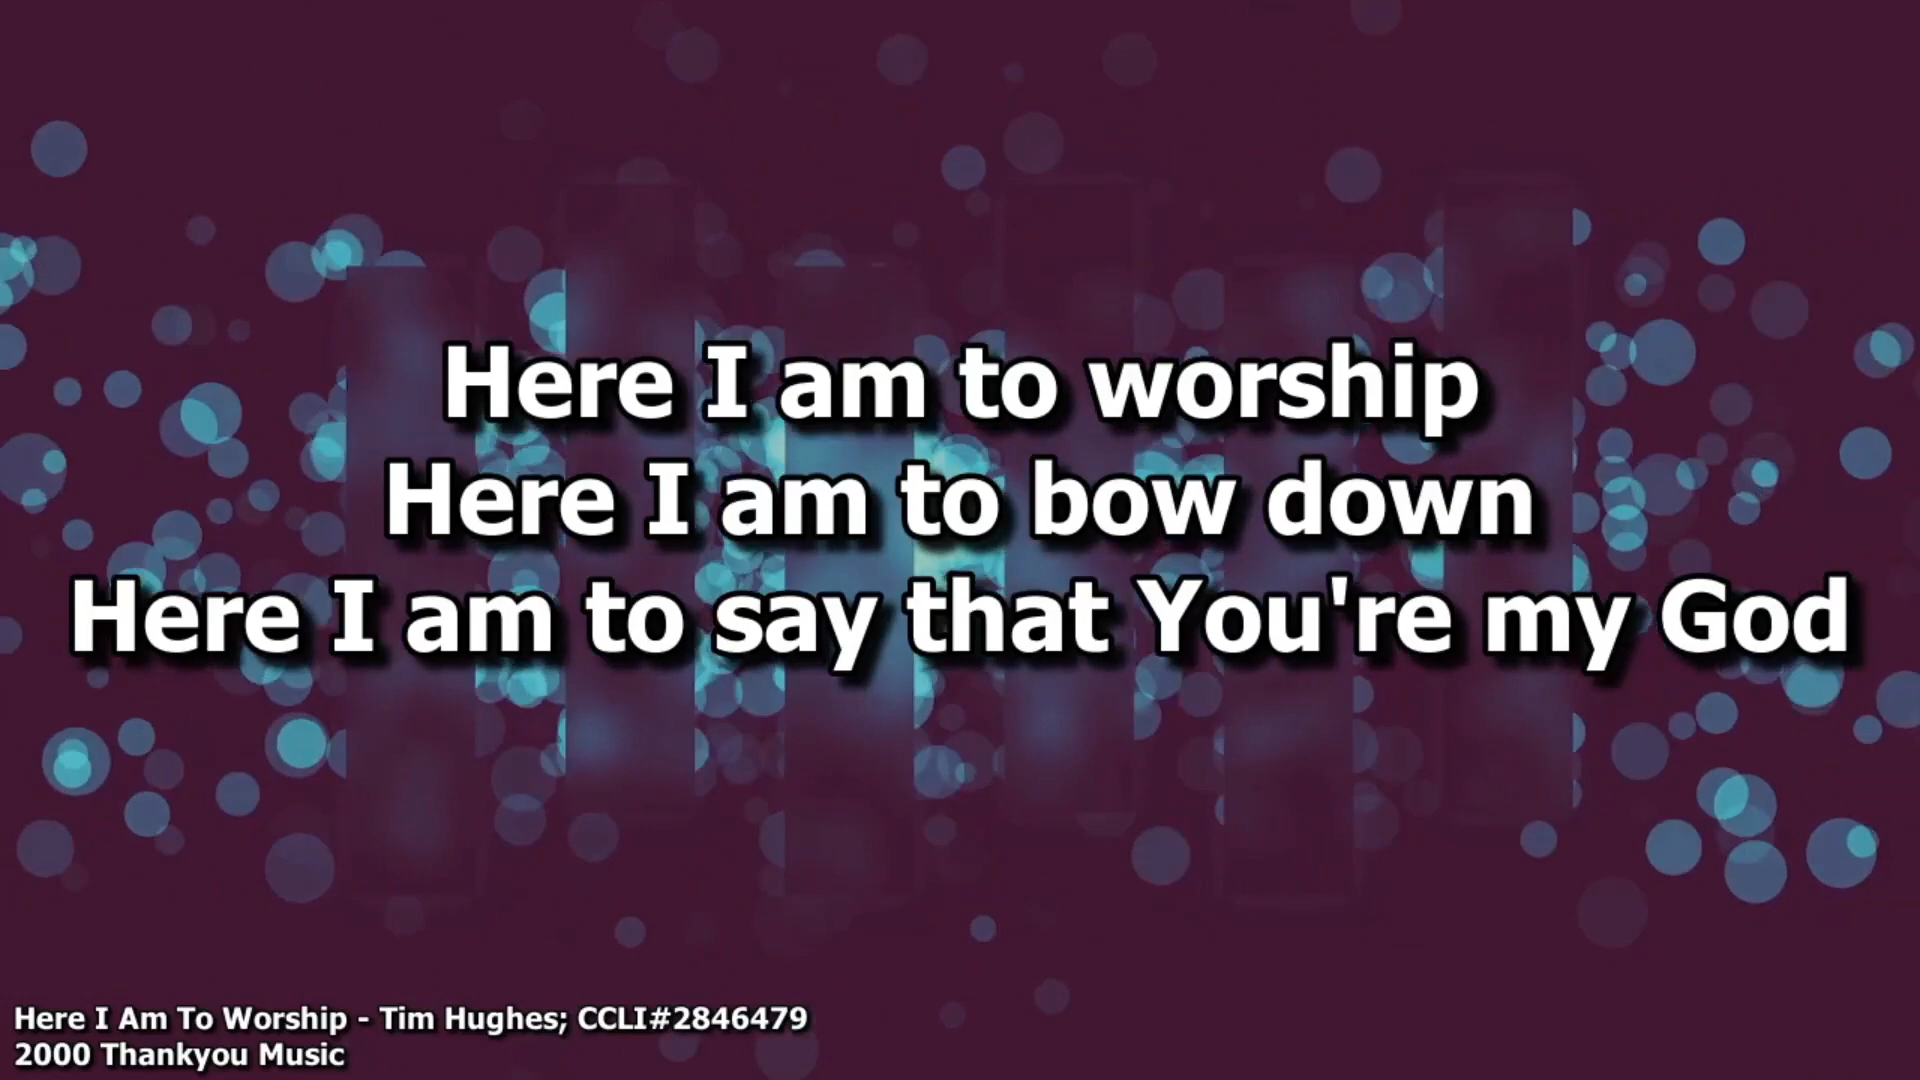 Here I am to worship
Here I am to bow down
Here I am to say that You're my God
Here I Am To Worship - Tim Hughes; CCLI#2846479
2000 Thankyou Music